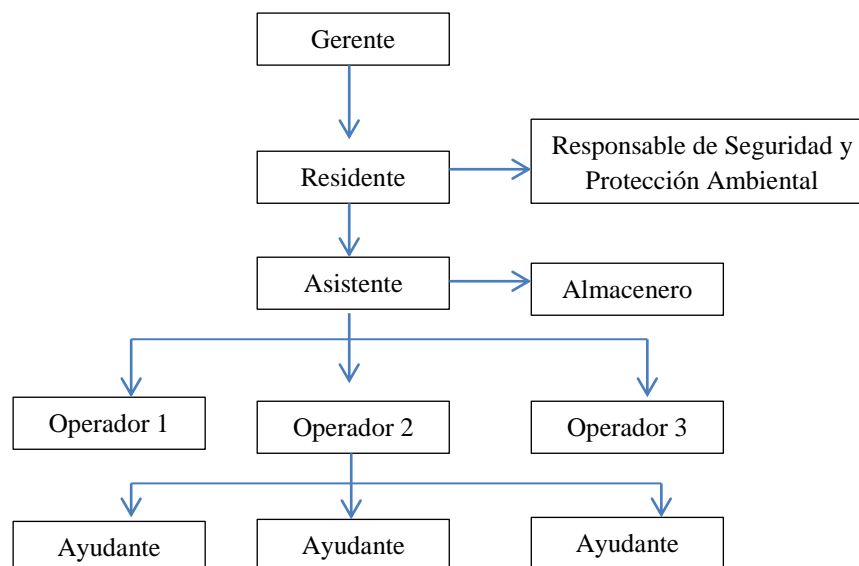 Gerente
Responsable de Seguridad y
Protección Ambiental
Residente
Asistente
Almacenero
Operador 1
Operador 2
Operador 3
Ayudante
Ayudante
Ayudante